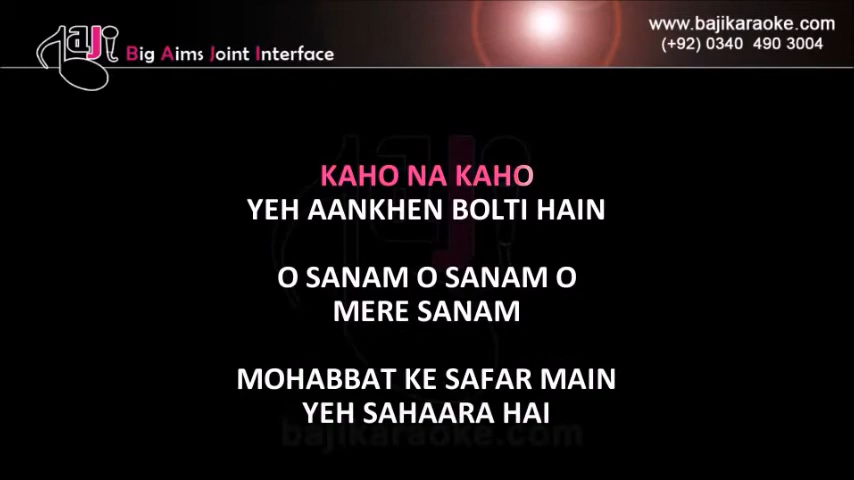 BAJI Big Aims Joint Interface
www.bajikaraoke.com
(+92) 0340 490 3004
KAHO NA KAHO
YEH AANKHEN BOLTI HAIN
O SANAM O SANAM O
MERE SANAM
MOHABBAT KE SAFAR MAIN
YEH SAHAARA HAI
bajikaraoke.com